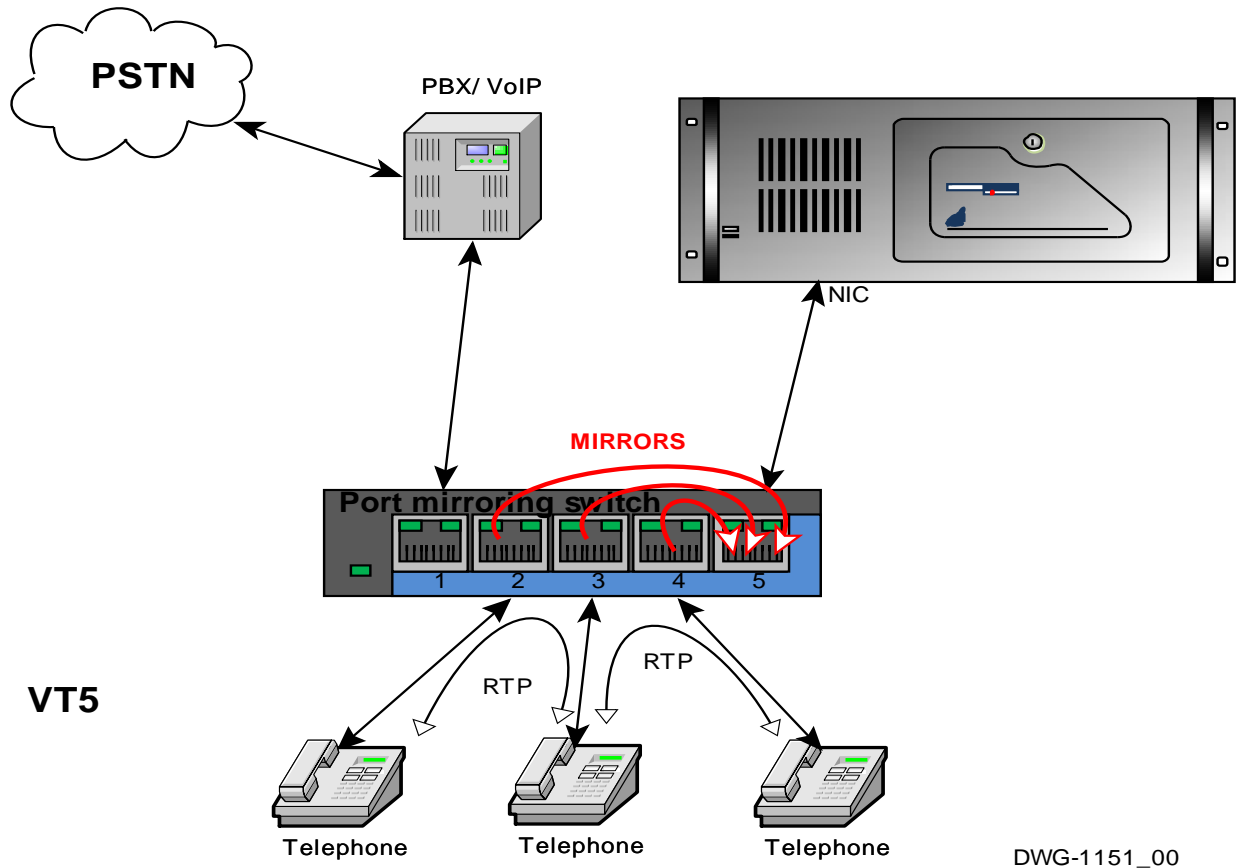 PSTN
PBX/ VoIP
NIC
MIRRORS
Port mirroring switch
1 2 3 4 5
RTP
RTP
VT5
Telephone
Telephone
Telephone
DWG-1151_00